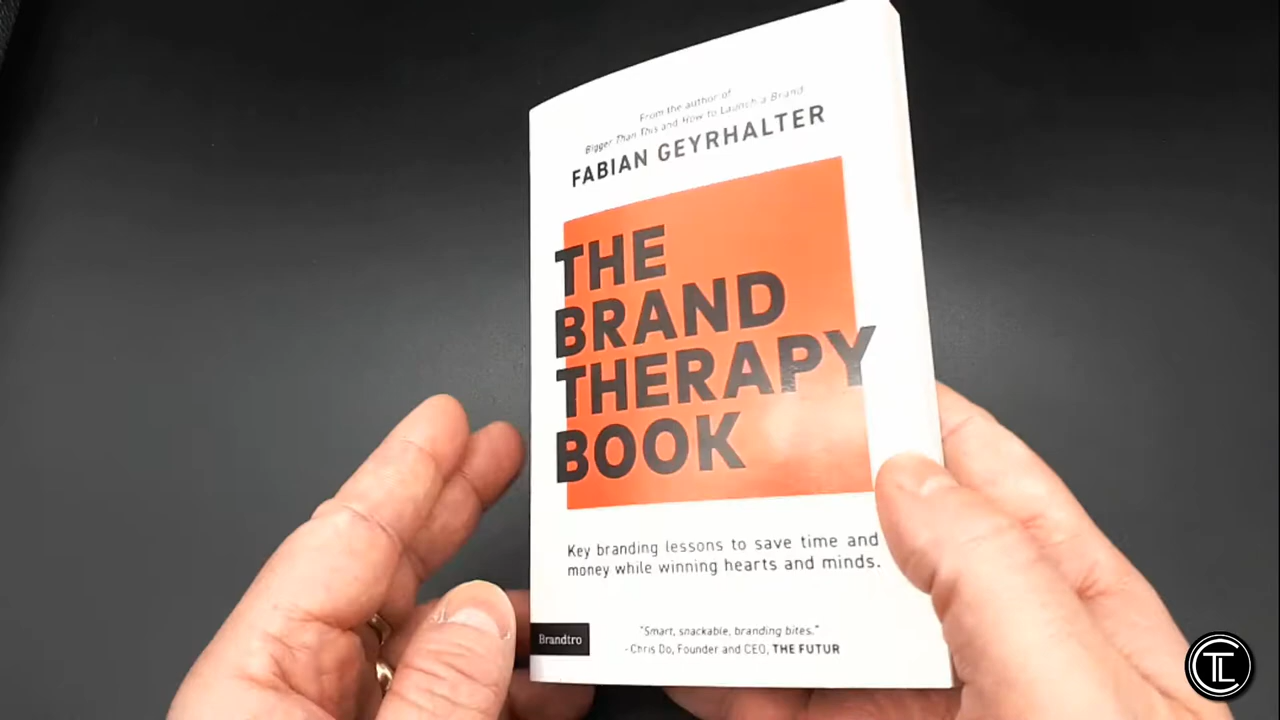 From the author of
Bigger Than This and How to Launch a Brand
FABIAN GEYRHALTER
THE
BRAND
THERAPY
BOOK
Key branding lessons to save time and
money while winning hearts and minds.
Brandtro
"Smart, snackable, branding bites."
- Chris Do, Founder and CEO, THE FUTUR